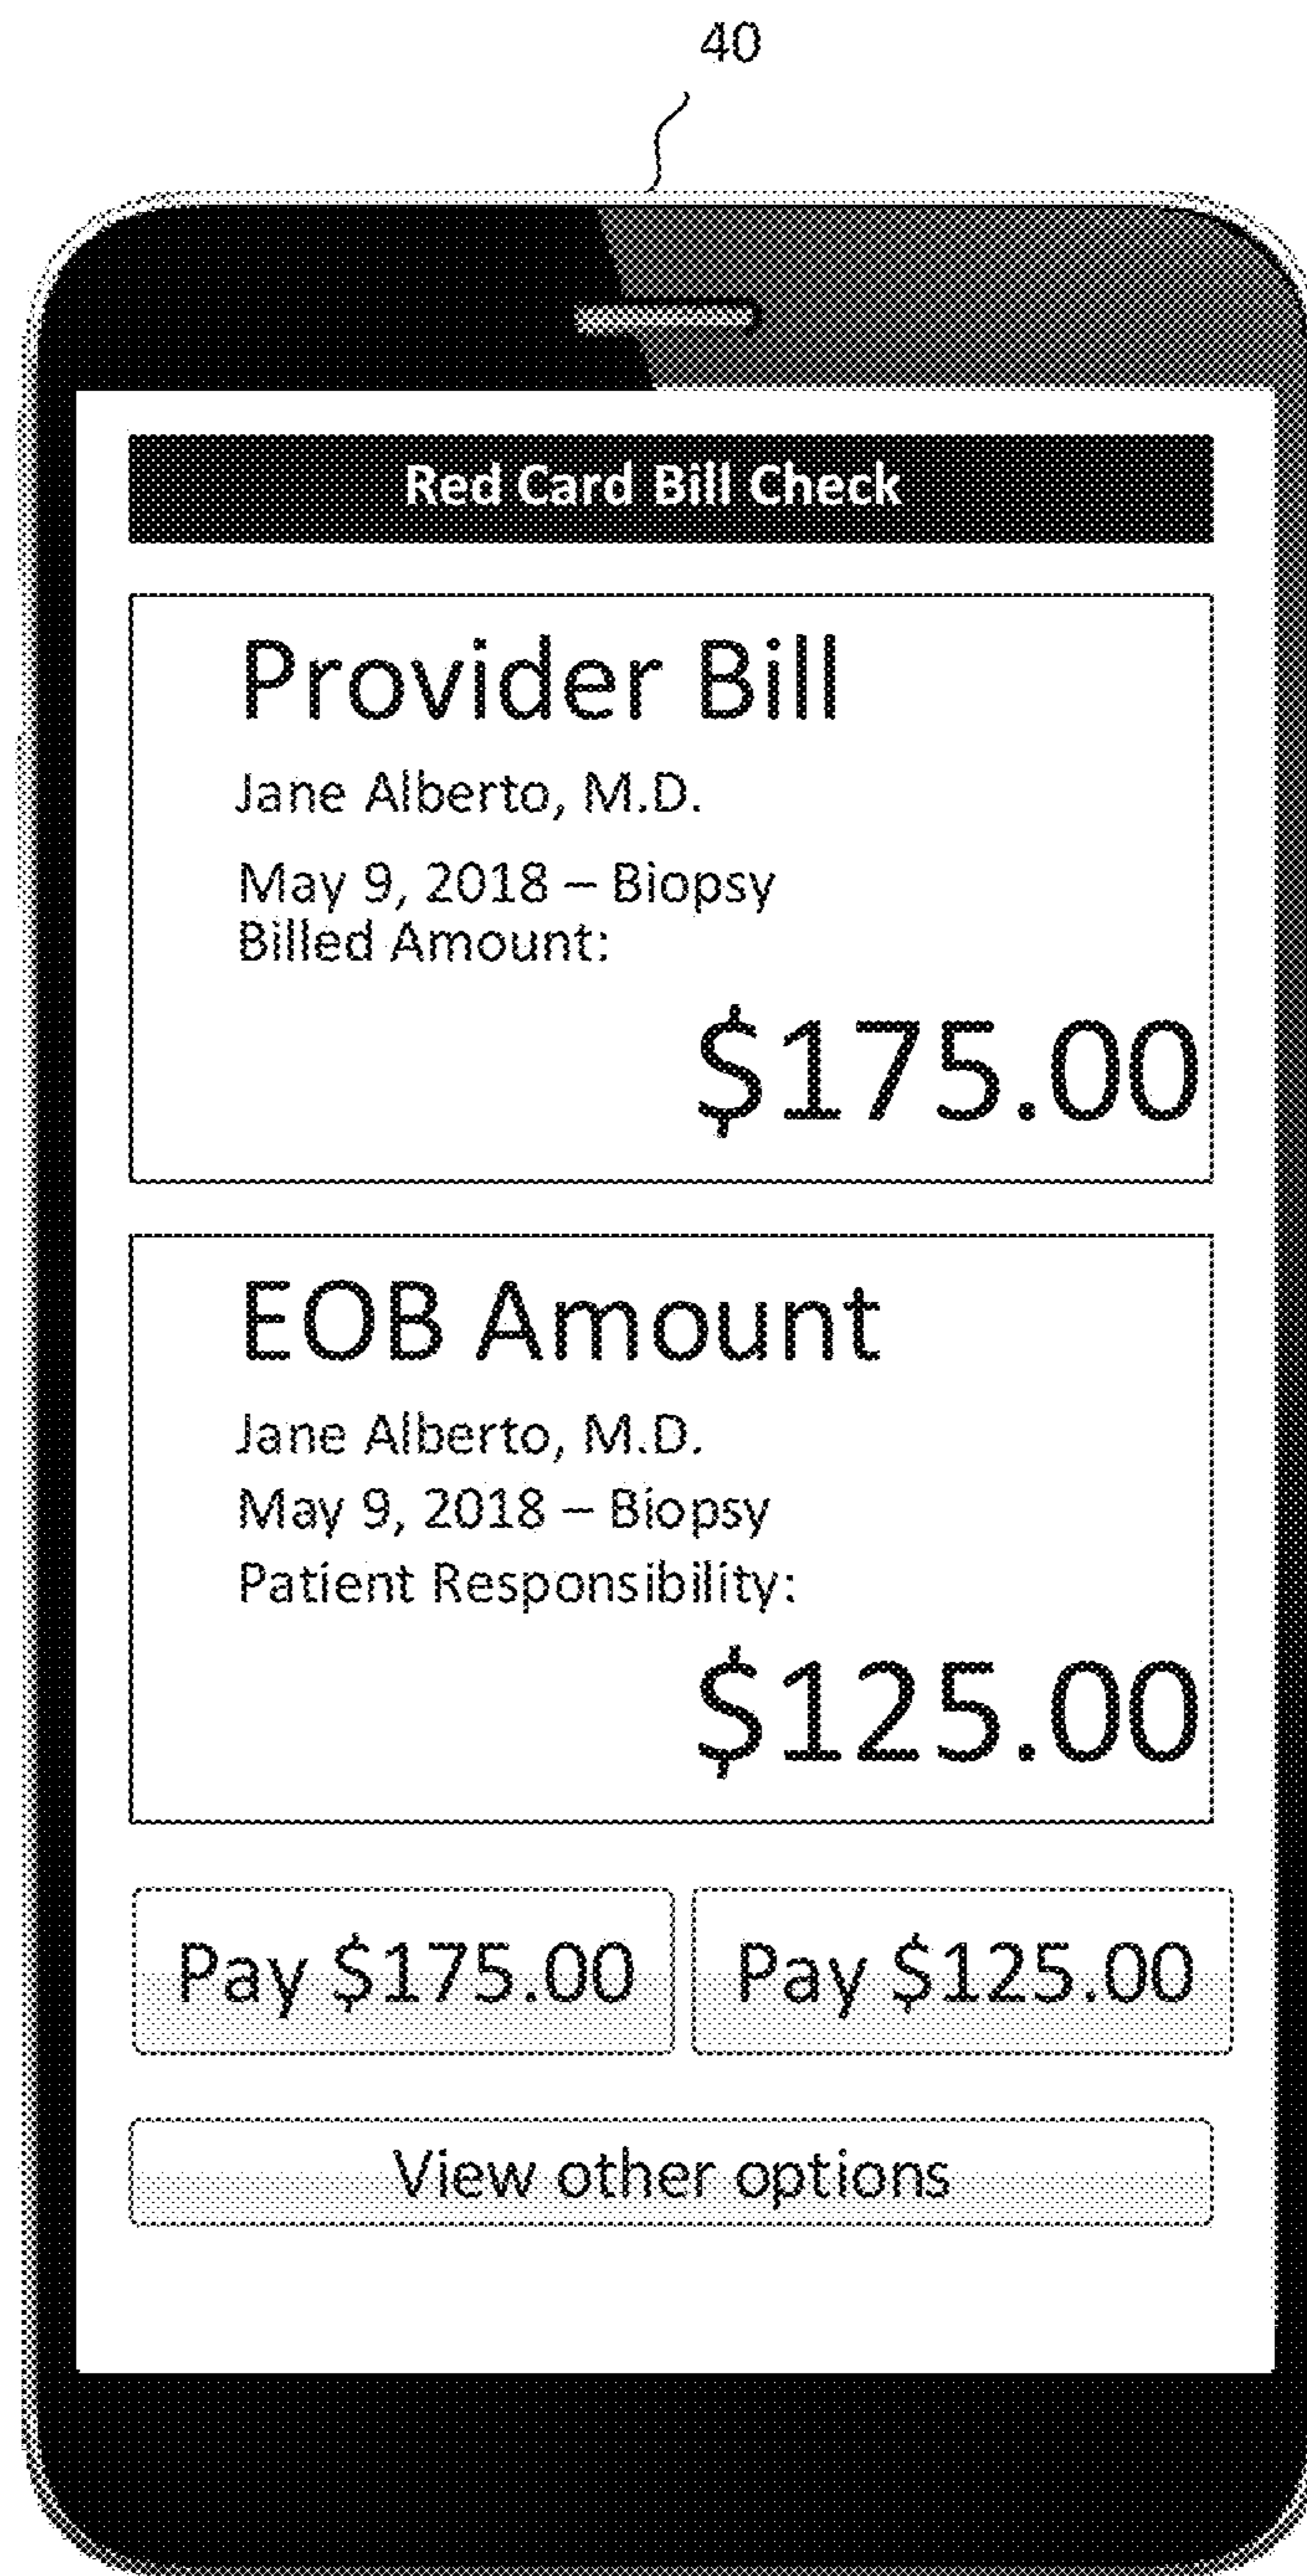 40
Red Card Bill Check
Provider Bill
Jane Alberto, M.D.
May 9, 2018 – Biopsy
Billed Amount:
$175.00
EOB Amount
Jane Alberto, M.D.
May 9, 2018 – Biopsy
Patient Responsibility:
$125.00
Pay $175.00 Pay $125.00
View other options